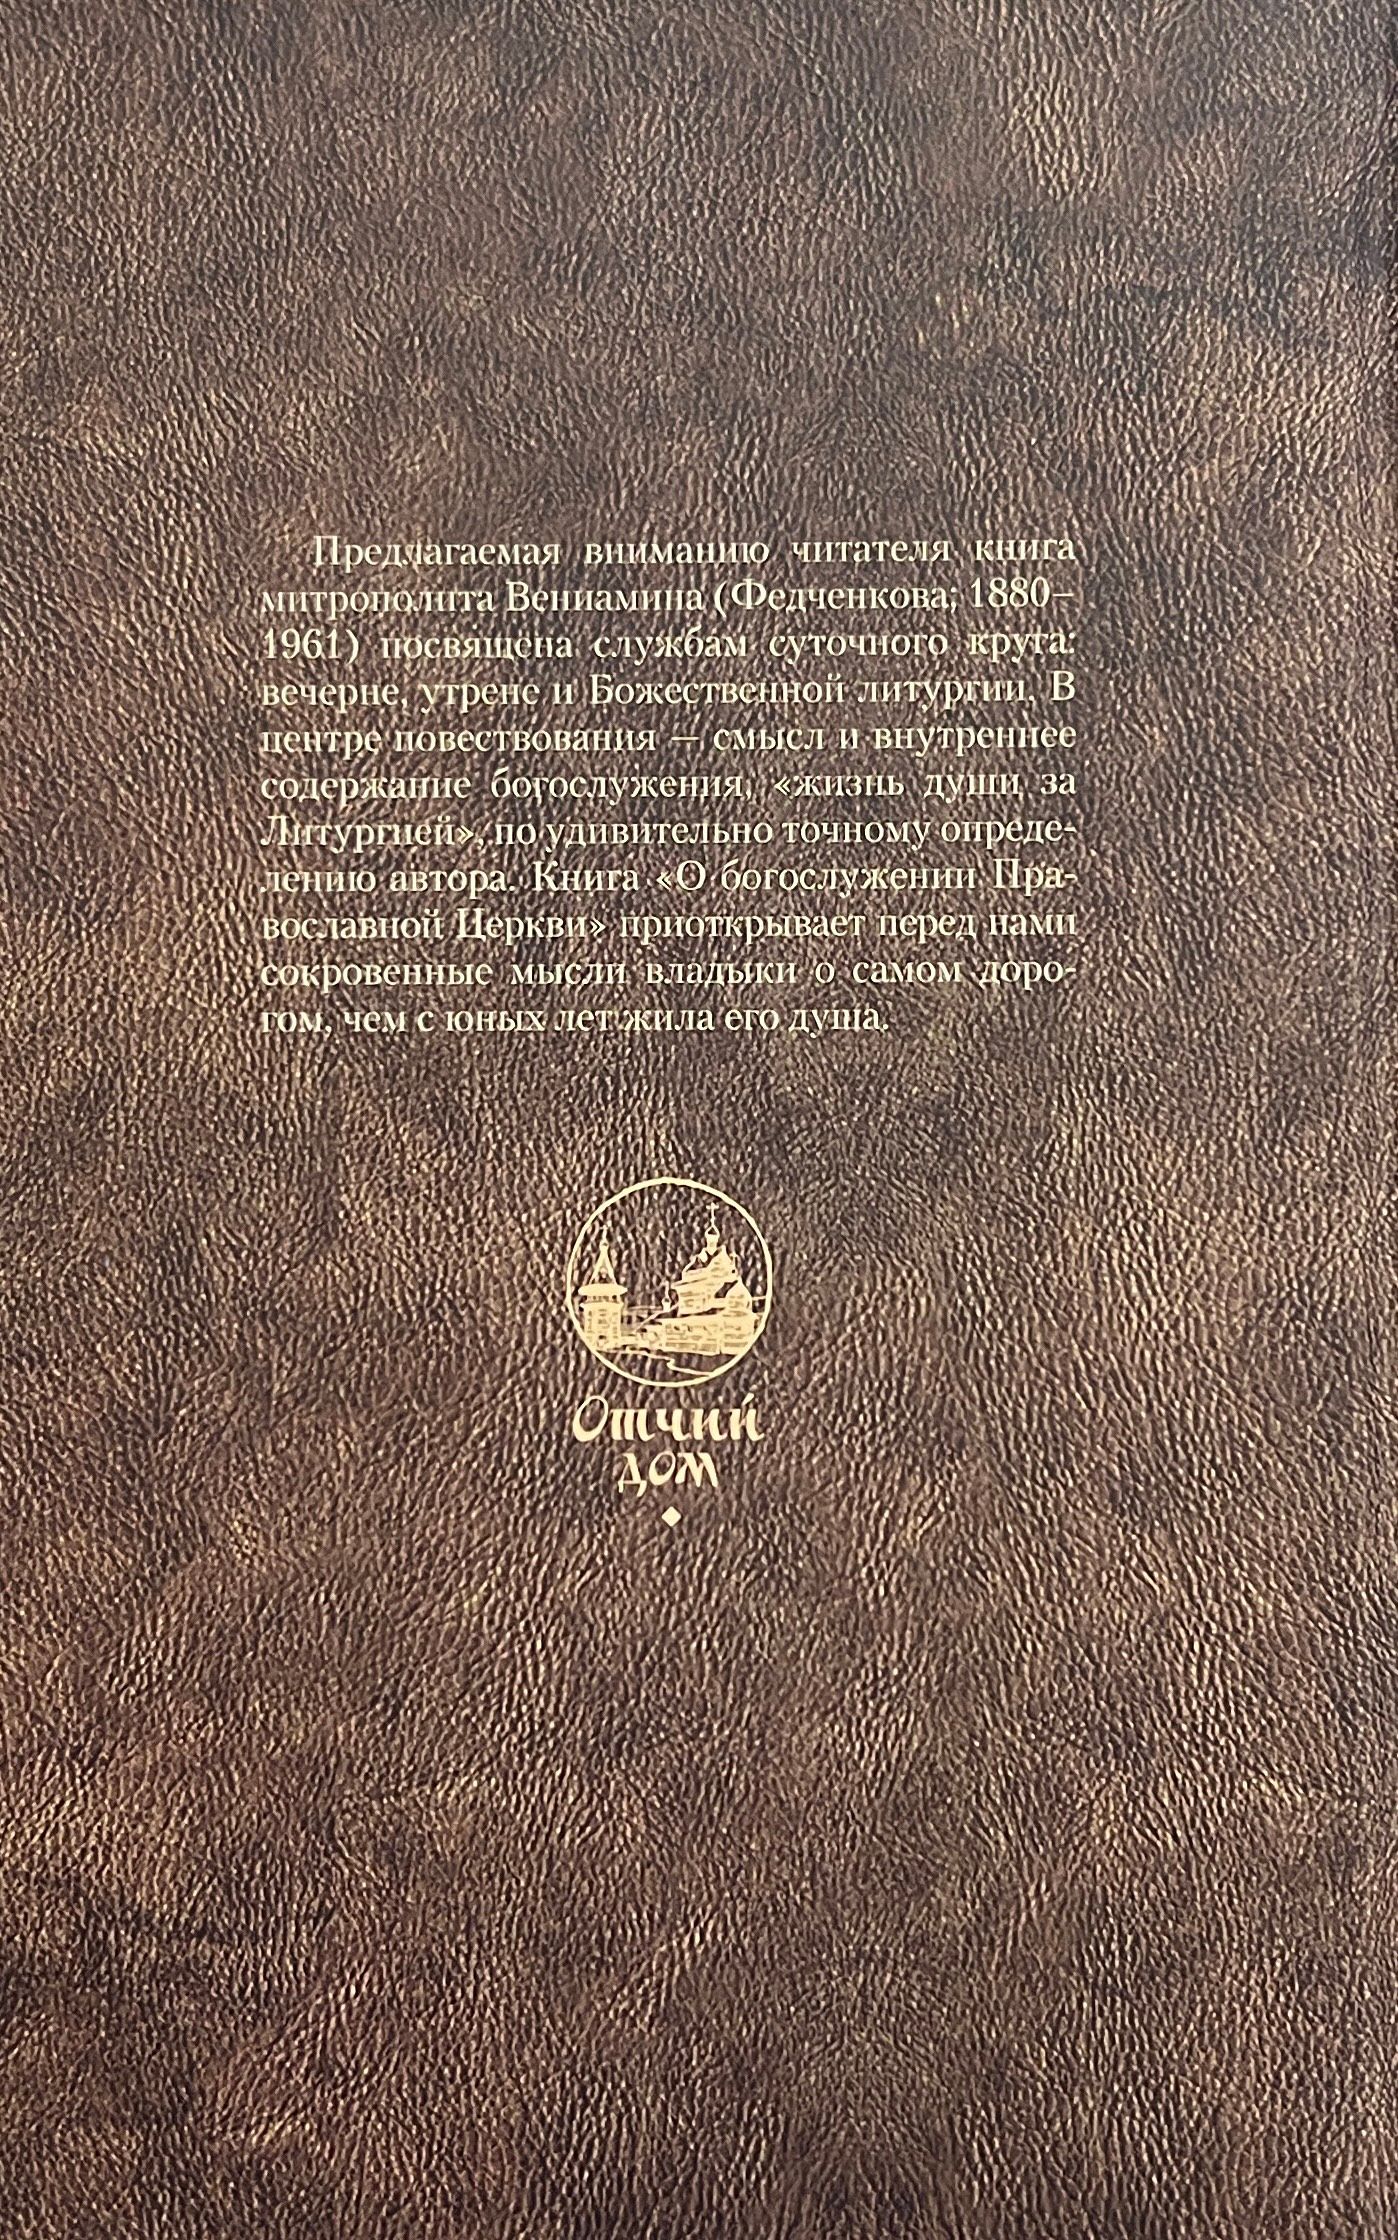 Предлагаемая вниманию читателя книга
митрополита Вениамина (Федченкова; 1880–
1961) посвящена службам суточного круга:
вечерне, утрене и Божественной литургии. В
центре повествования — смысл и внутреннее
содержание богослужения, «жизнь души за
Литургией», по удивительно точному опреде-
лению автора. Книга «О богослужении Пра-
вославной Церкви» приоткрывает перед нами
сокровенные мысли владыки о самом доро-
гом, чем с юных лет жила его душа.
Отчий
дом